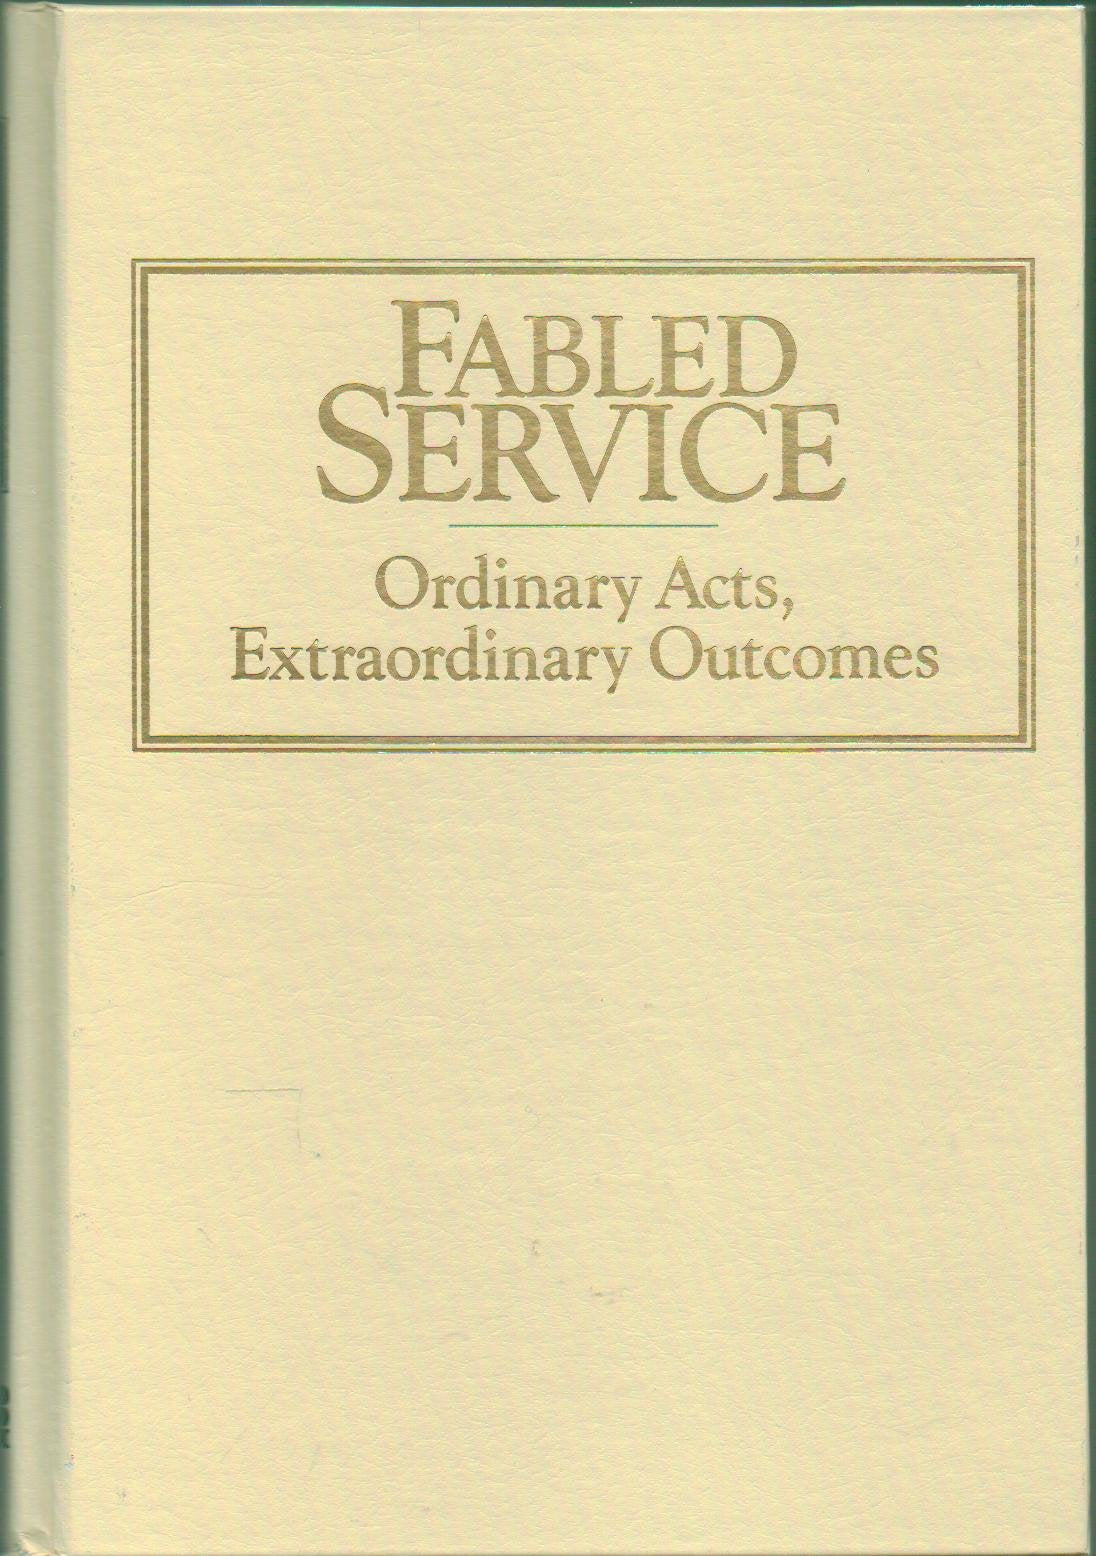 FABLED
SERVICE
Ordinary Acts,
Extraordinary Outcomes